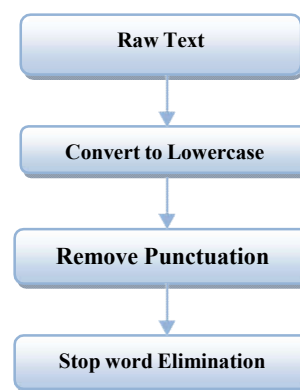 Raw Text
Convert to Lowercase
Remove Punctuation
Stop word Elimination